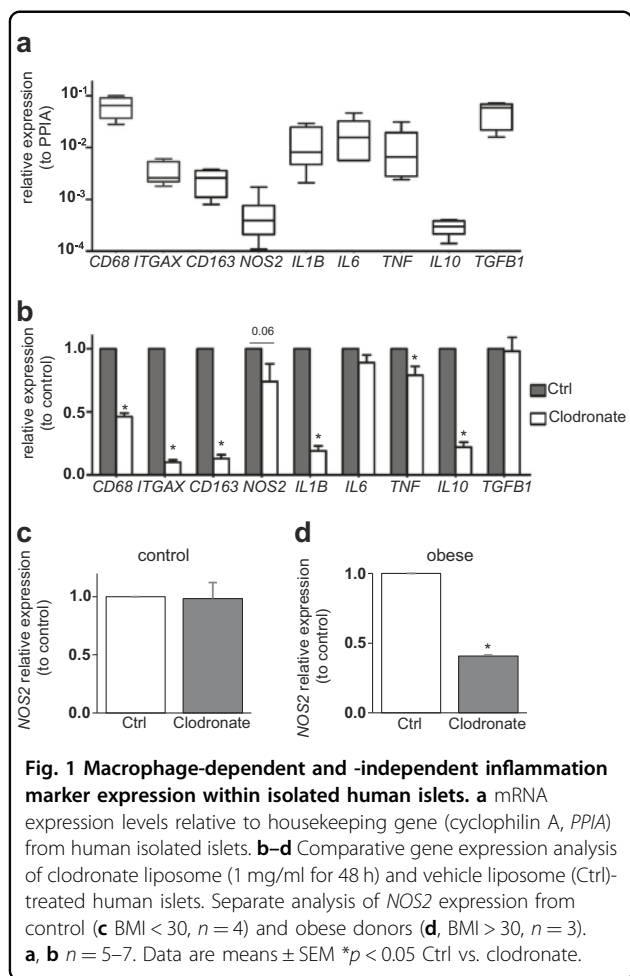 a
relative expression
(to PPIA)
10-1
10-2
10-3
10-4
CD68 ITGAX CD163 NOS2 IL1B IL6 TNF IL10 TGFB1
b
relative expression
(to control)
1.0
0.5
0.0
0.06
* * * * * *
Ctrl
Clodronate
CD68 ITGAX CD163 NOS2 IL1B IL6 TNF IL10 TGFB1
c
control
NOS2 relative expression
(to control)
1.0
0.5
0.0
Ctrl Clodronate
d
obese
NOS2 relative expression
(to control)
1.0
0.5
0.0
*
Ctrl Clodronate
Fig. 1 Macrophage-dependent and -independent inflammation
marker expression within isolated human islets. a mRNA
expression levels relative to housekeeping gene (cyclophilin A, PPIA)
from human isolated islets. b–d Comparative gene expression analysis
of clodronate liposome (1 mg/ml for 48 h) and vehicle liposome (Ctrl)-
treated human islets. Separate analysis of NOS2 expression from
control (c BMI < 30, n = 4) and obese donors (d, BMI > 30, n = 3).
a, b n = 5–7. Data are means ± SEM *p < 0.05 Ctrl vs. clodronate.